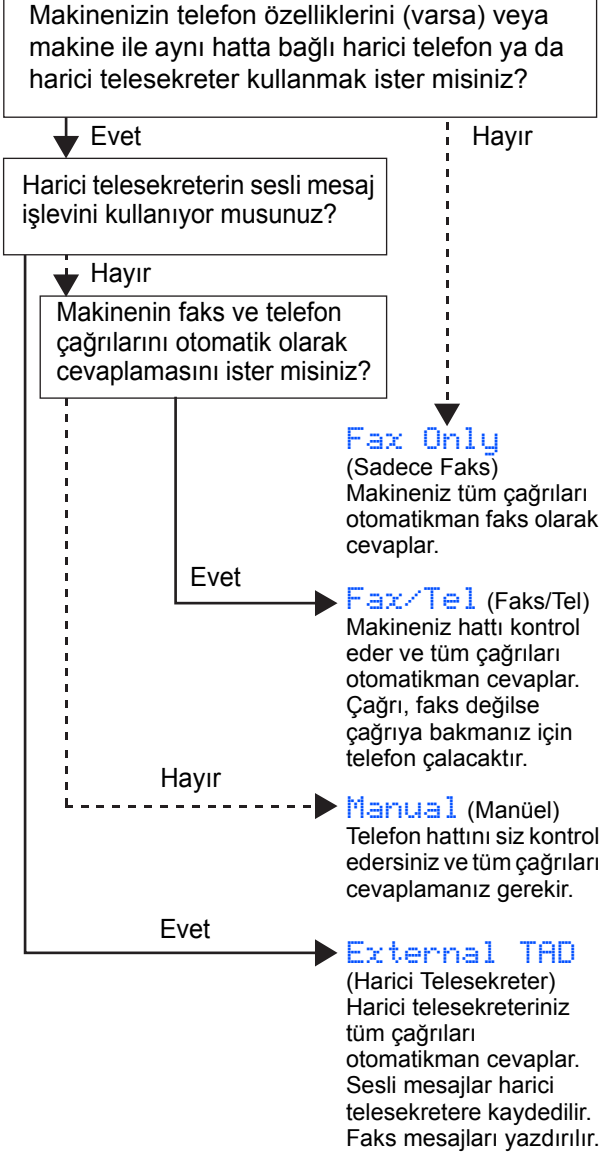 Makinenizin telefon özelliklerini (varsa) veya
makine ile aynı hatta bağlı harici telefon ya da
harici telesekreter kullanmak ister misiniz?
Evet
Hayır
Harici telesekreterin sesli mesaj
işlevini kullanıyor musunuz?
Hayır
Makinenin faks ve telefon
çağrılarını otomatik olarak
cevaplamasını ister misiniz?
Fax Only
(Sadece Faks)
Makineniz tüm çağrıları
otomatikman faks olarak
cevaplar.
Evet
Fax/Tel (Faks/Tel)
Makineniz hattı kontrol
eder ve tüm çağrıları
otomatikman cevaplar.
Çağrı, faks değilse
çağrıya bakmanız için
telefon çalacaktır.
Hayır
Manual (Manüel)
Telefon hattını siz kontrol
edersiniz ve tüm çağrıları
cevaplamanız gerekir.
Evet
External TAD
(Harici Telesekreter)
Harici telesekreteriniz
tüm çağrıları
otomatikman cevaplar.
Sesli mesajlar harici
telesekretere kaydedilir.
Faks mesajları yazdırılır.